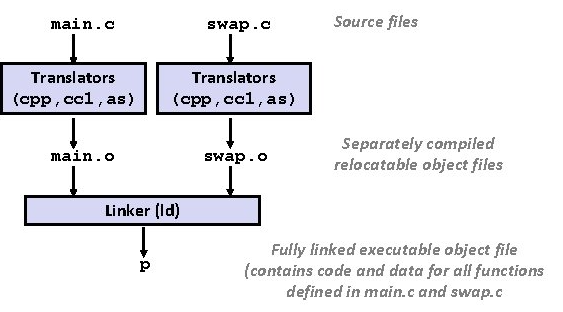 main.c swap.c Source files
Translators Translators
(cpp,cc1,as) (cpp,cc1,as)
Separately compiled
main.o swap.o
relocatable object files
Linker (ld)
Fully linked executable object file
p
(contains code and data for all functions
defined in main.c and swap.c